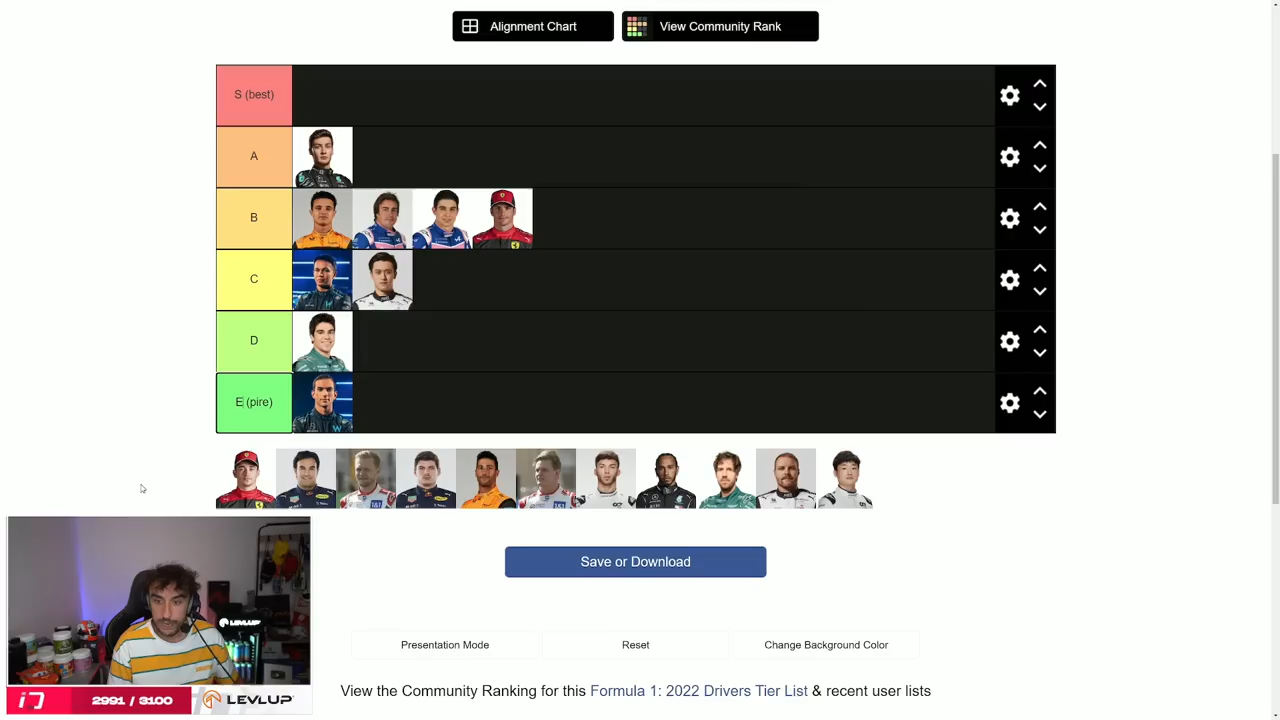 Alignment Chart
View Community Rank
S (best)
A
B
C
D
E (pire)
Save or Download
Presentation Mode
Reset
Change Background Color
View the Community Ranking for this Formula 1: 2022 Drivers Tier List & recent user lists
LEVLUP
2991 / 3100
LEVLUP